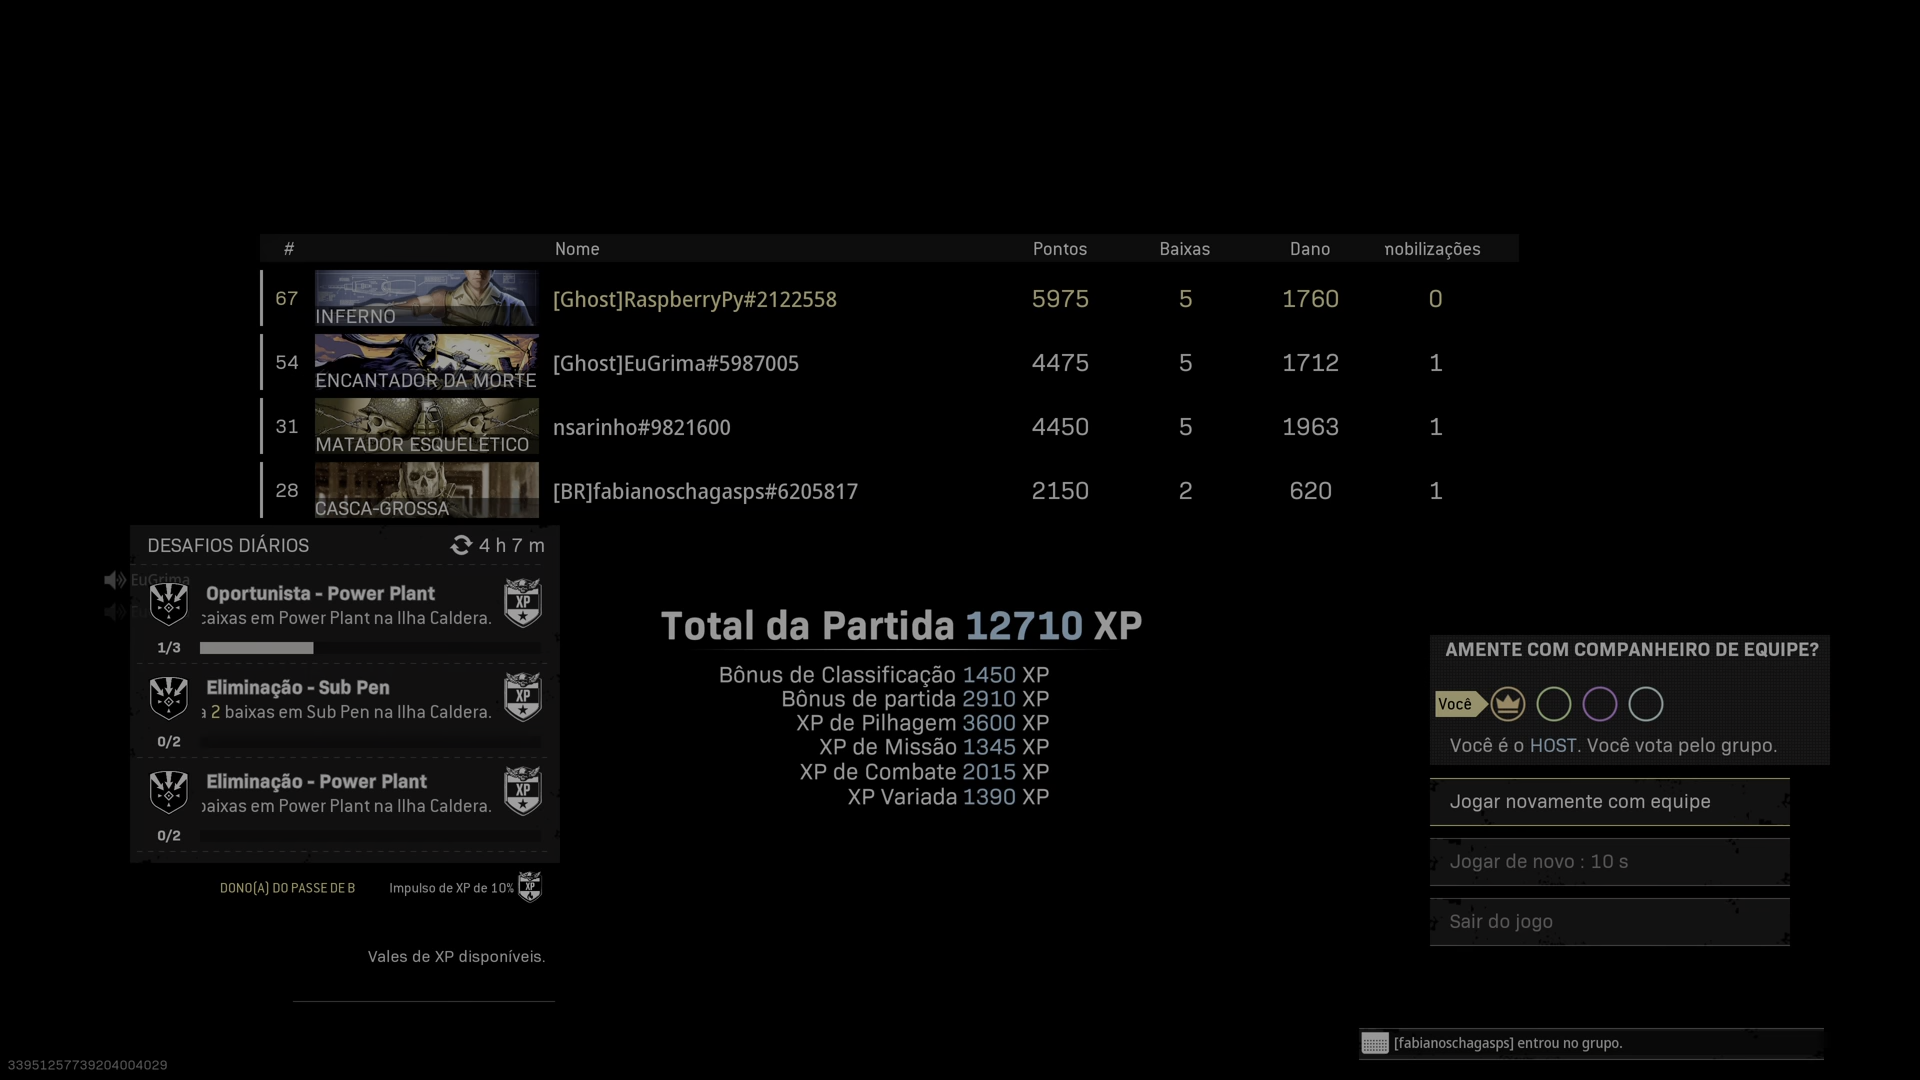 # Nome Pontos Baixas Dano nobilizações
67 INFERNO [Ghost]RaspberryPy#2122558 5975 5 1760 0
54 ENCANTADOR DA MORTE [Ghost]EuGrima#5987005 4475 5 1712 1
31 MATADOR ESQUELÉTICO nsarinho#9821600 4450 5 1963 1
28 CASCA-GROSSA [BR]fabianoschagasps#6205817 2150 2 620 1
DESAFIOS DIÁRIOS 4 h 7 m
EuGrima
Oportunista - Power Plant
XP
caixas em Power Plant na Ilha Caldera.
1/3
Eliminação - Sub Pen
XP
a 2 baixas em Sub Pen na Ilha Caldera.
0/2
Eliminação - Power Plant
XP
baixas em Power Plant na Ilha Caldera.
0/2
DONO(A) DO PASSE DE B Impulso de XP de 10% XP
Vales de XP disponíveis.
Total da Partida 12710 XP
Bônus de Classificação 1450 XP
Bônus de partida 2910 XP
XP de Pilhagem 3600 XP
XP de Missão 1345 XP
XP de Combate 2015 XP
XP Variada 1390 XP
AMENTE COM COMPANHEIRO DE EQUIPE?
Você
Você é o HOST. Você vota pelo grupo.
Jogar novamente com equipe
Jogar de novo : 10 s
Sair do jogo
[fabianoschagasps] entrou no grupo.
33951257739204004029